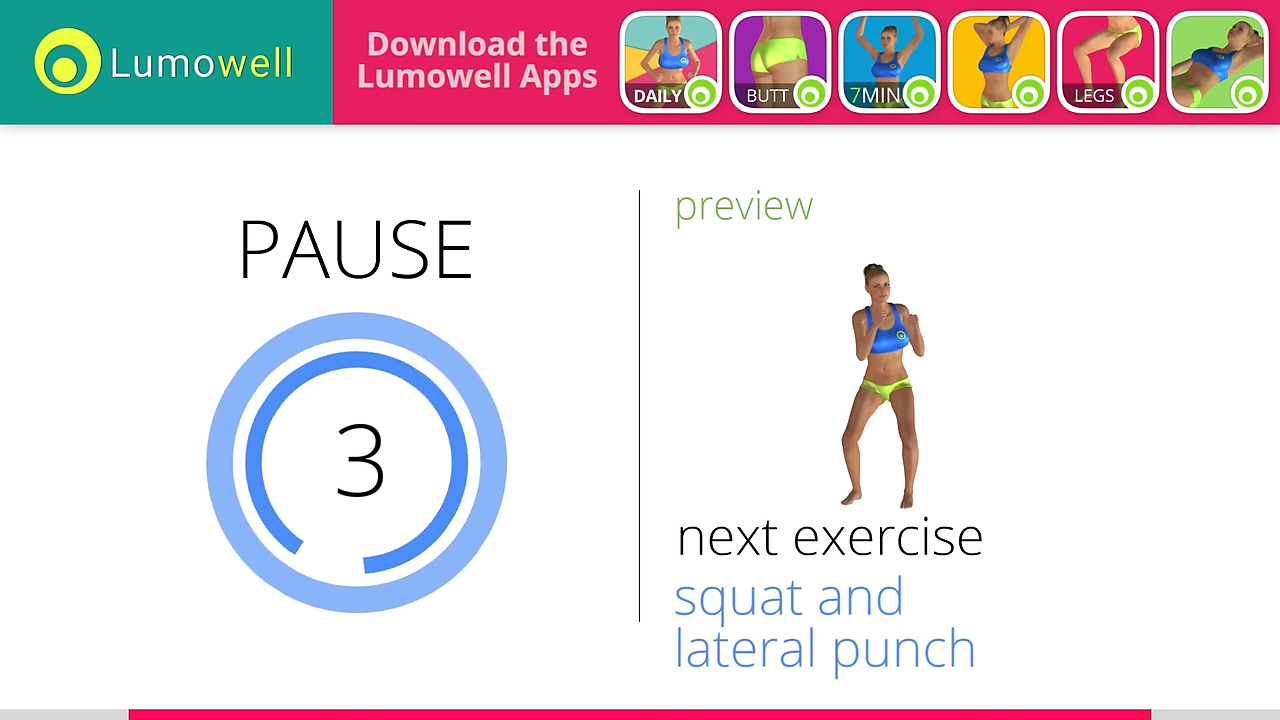 Lumowell
Download the
Lumowell Apps
DAILY
BUTT
7MIN
LEGS
PAUSE
3
preview
next exercise
squat and
lateral punch